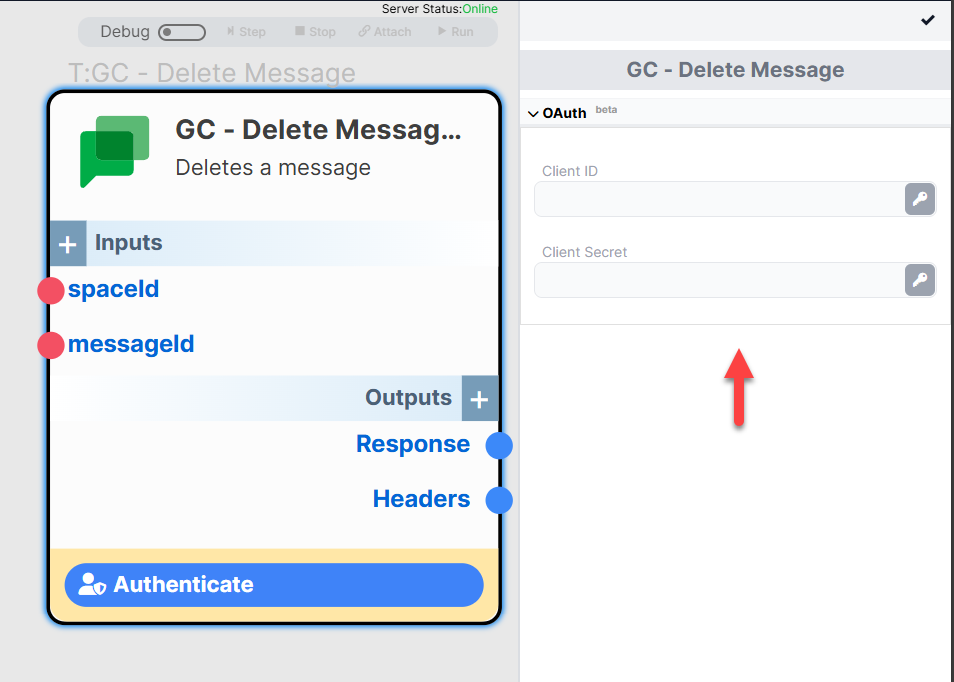 Server Status:Online
Debug Step Stop Attach Run
T:GC - Delete Message
GC - Delete Messag...
Deletes a message
Inputs
spaceId
messageId
Outputs
Response
Headers
Authenticate
GC - Delete Message
OAuth beta
Client ID
Client Secret